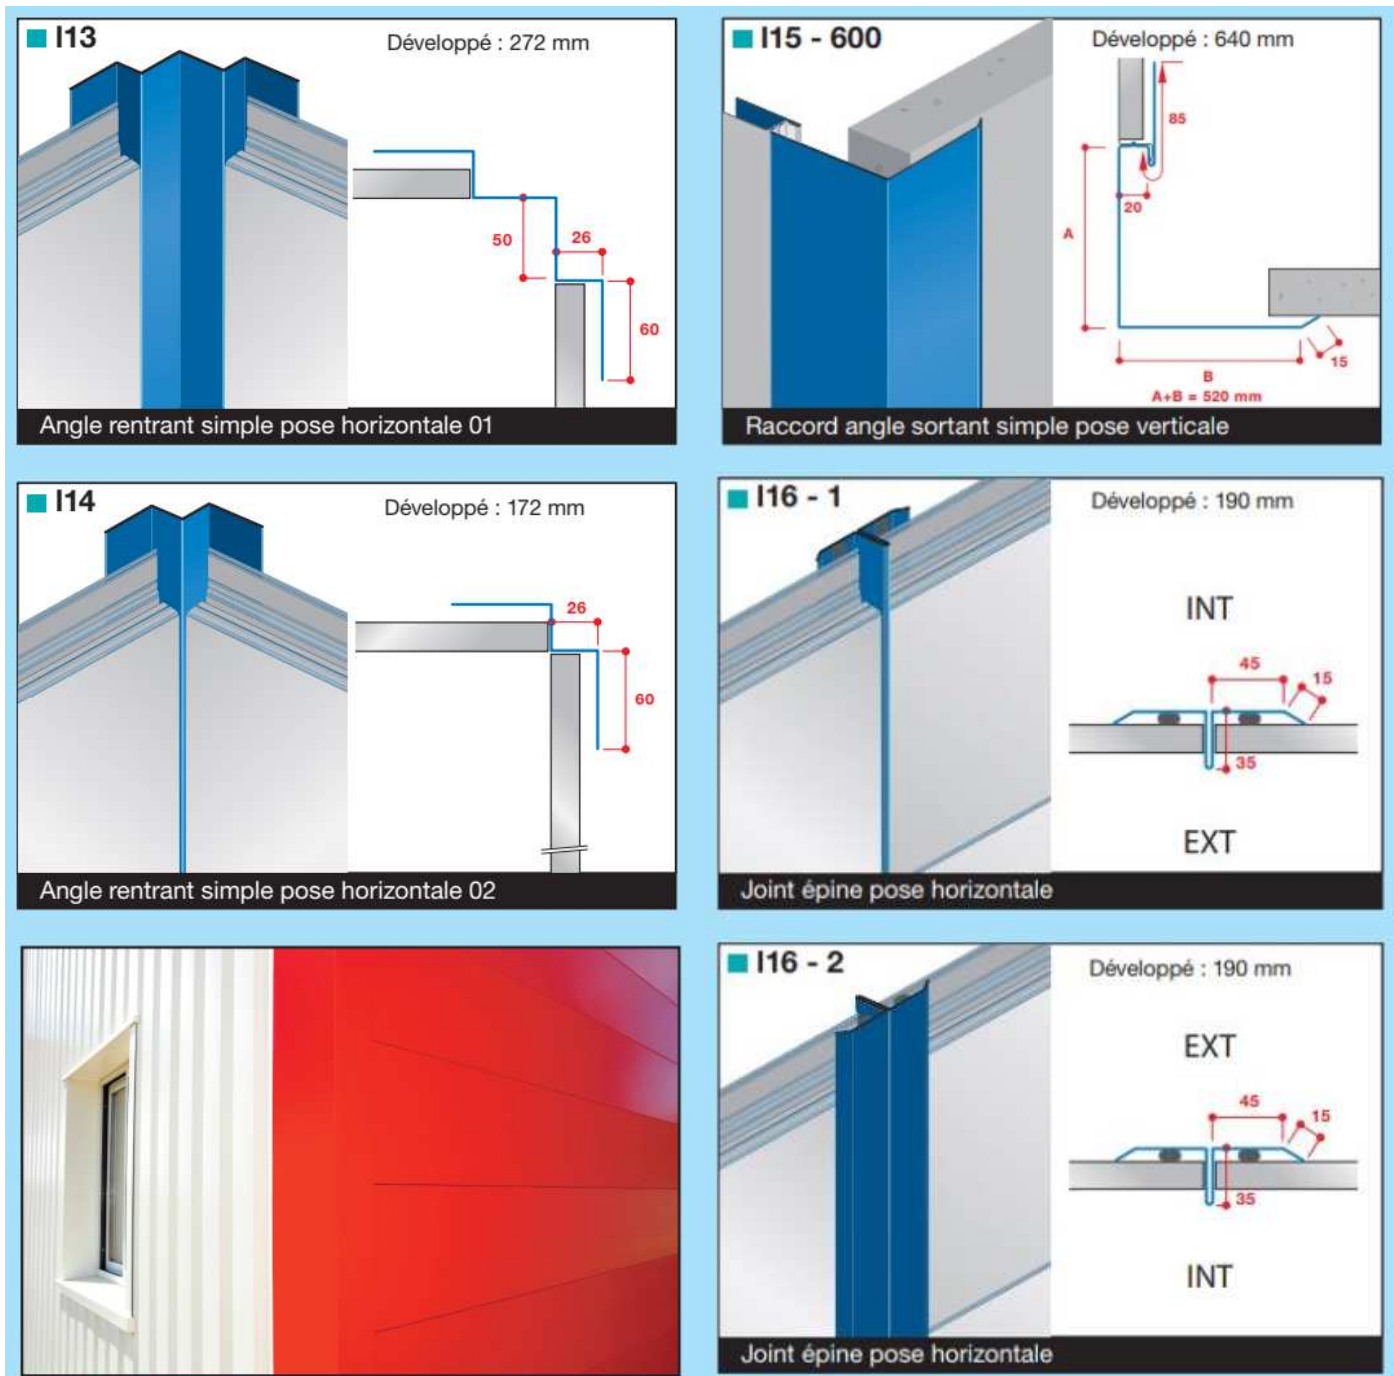 I13
Développé : 272 mm
50
26
60
Angle rentrant simple pose horizontale 01
I15 - 600
Développé : 640 mm
85
20
A
15
B
A+B = 520 mm
Raccord angle sortant simple pose verticale
I14
Développé : 172 mm
26
60
Angle rentrant simple pose horizontale 02
I16 - 1
Développé : 190 mm
INT
45
15
35
EXT
Joint épine pose horizontale
I16 - 2
Développé : 190 mm
EXT
45
15
35
INT
Joint épine pose horizontale